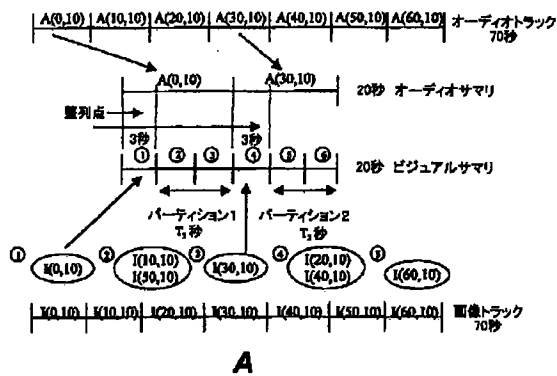 A(0,10) A(10,10) A(20,10) A(30,10) A(40,10) A(50,10) A(60,10) オーディオトラック
70秒
A(0,10) A(30,10)
20秒 オーディオサマリ
整列点
3秒 3秒
① ② ③ ④ ⑤ ⑥
20秒 ビジュアルサマリ
パーティション1 パーティション2
① ② ③ ④ ⑤
I(0,10) I(10,10) I(30,10) I(20,10) I(60,10)
I(50,10) I(40,10)
I(0,10) I(10,10) I(20,10) I(30,10) I(40,10) I(50,10) I(60,10) 画像トラック
70秒
A